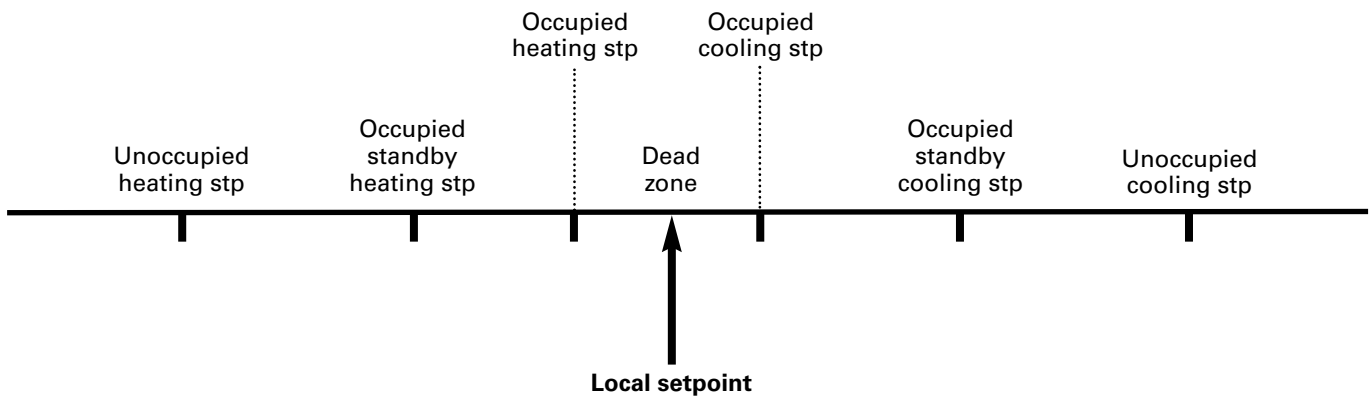 Occupied
heating stp
Occupied
cooling stp
Unoccupied
heating stp
Occupied
standby
heating stp
Dead
zone
Occupied
standby
cooling stp
Unoccupied
cooling stp
Local setpoint